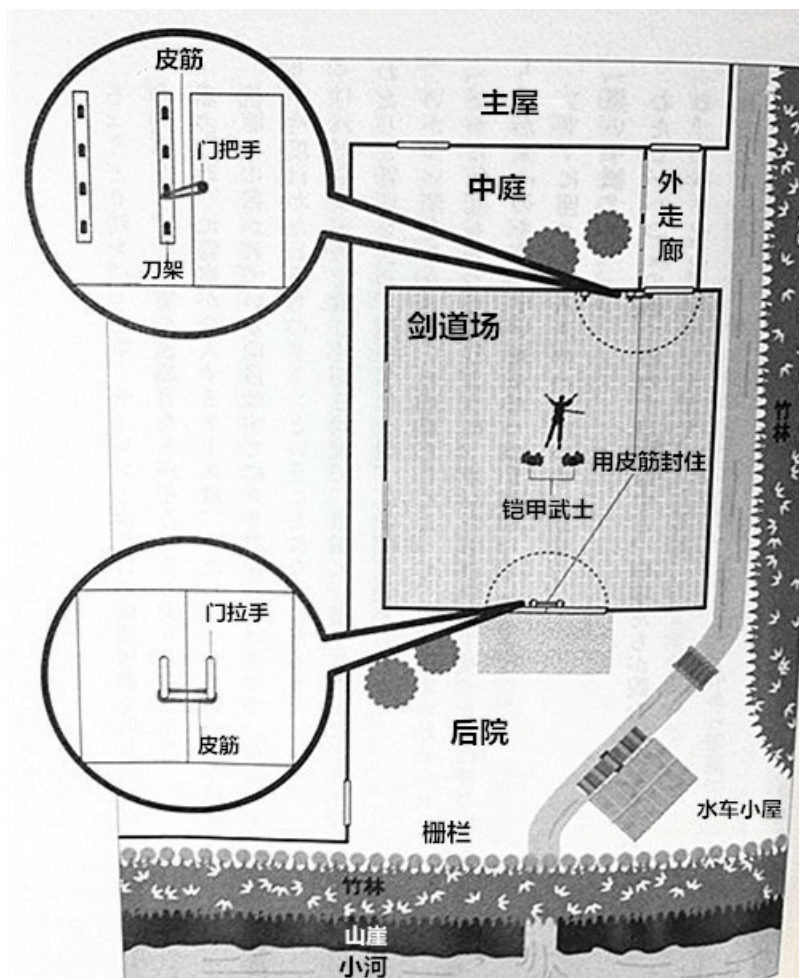 皮筋
门把手
刀架
主屋
中庭
外走廊
剑道场
用皮筋封住
铠甲武士
竹林
门拉手
皮筋
后院
水车小屋
栅栏
竹林
山崖
小河